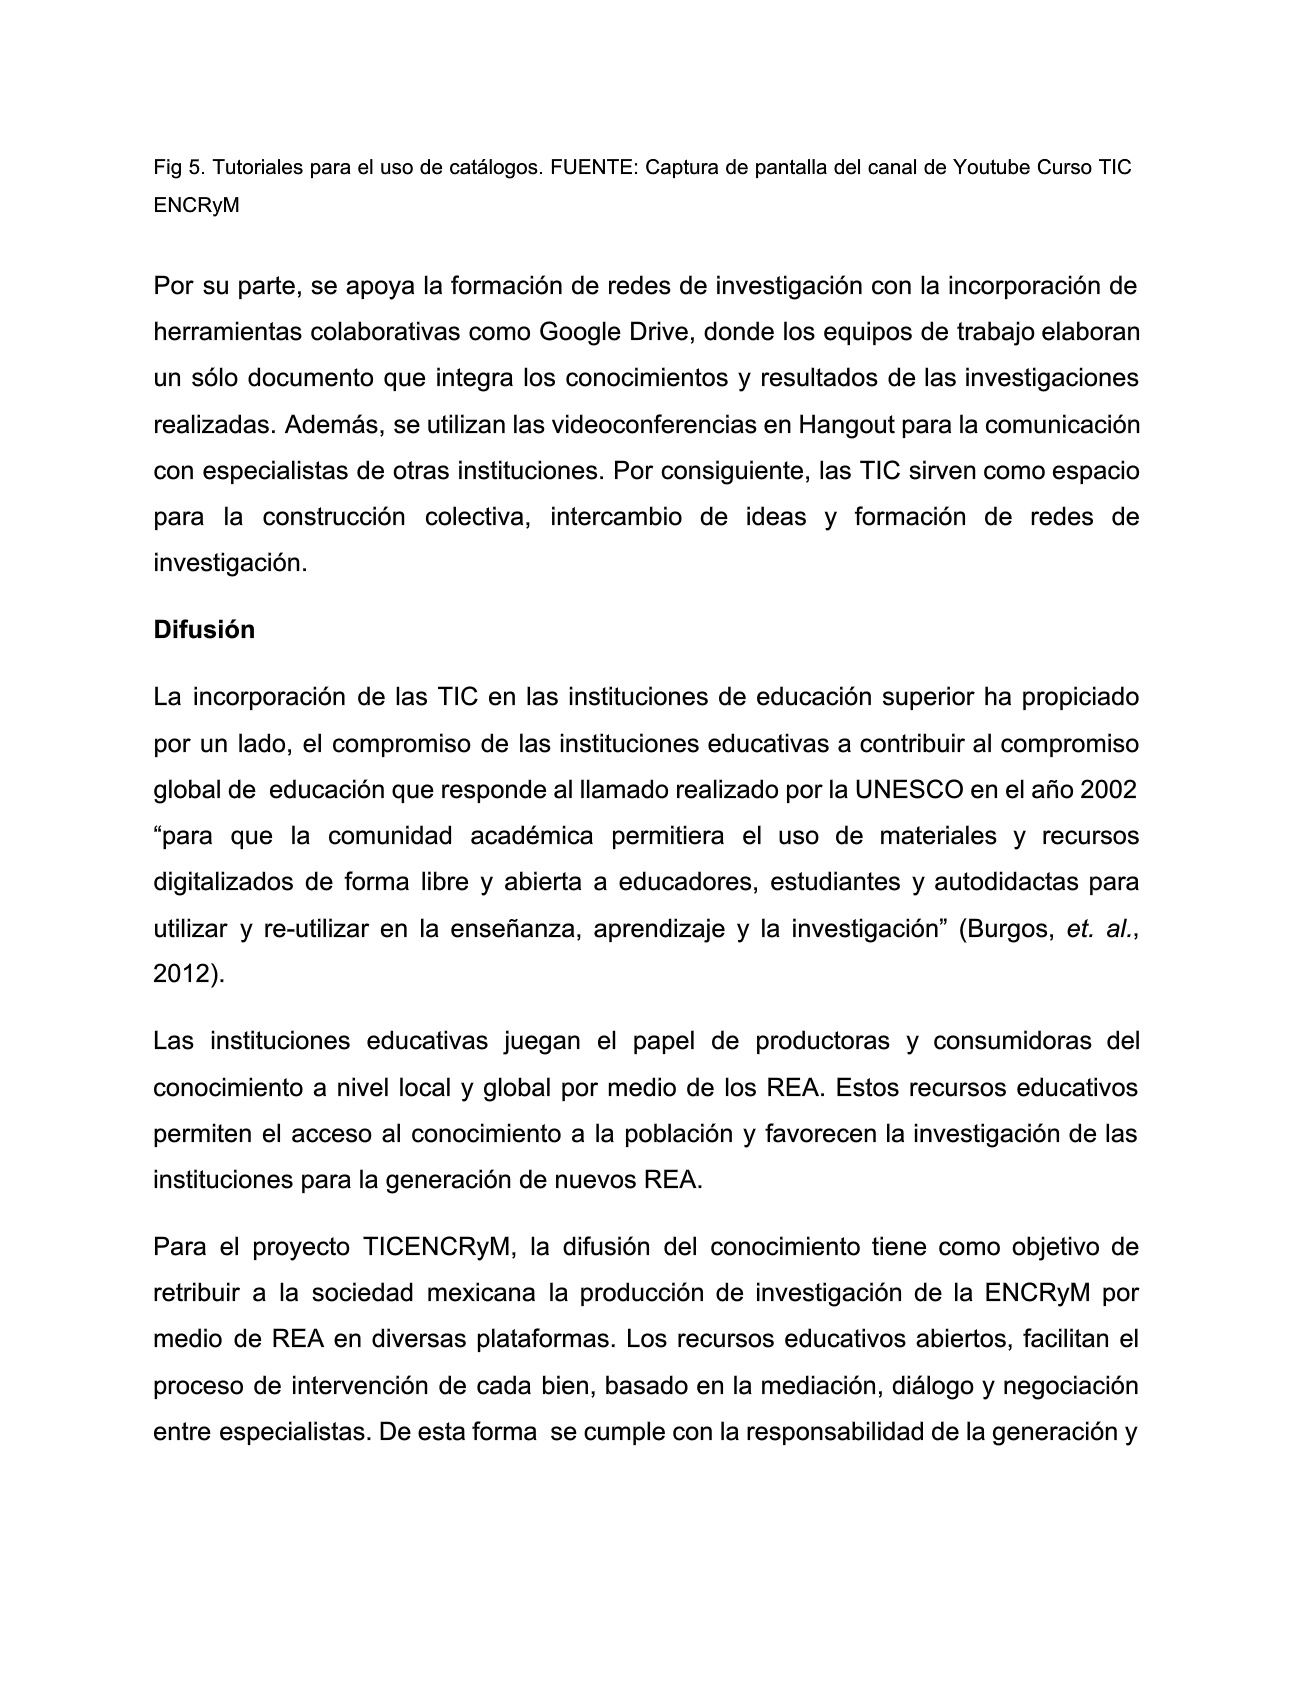 Fig 5. Tutoriales para el uso de catálogos. FUENTE: Captura de pantalla del canal de Youtube Curso TIC
ENCRyM
Por su parte, se apoya la formación de redes de investigación con la incorporación de
herramientas colaborativas como Google Drive, donde los equipos de trabajo elaboran
un sólo documento que integra los conocimientos y resultados de las investigaciones
realizadas. Además, se utilizan las videoconferencias en Hangout para la comunicación
con especialistas de otras instituciones. Por consiguiente, las TIC sirven como espacio
para la construcción colectiva, intercambio de ideas y formación de redes de
investigación.
Difusión
La incorporación de las TIC en las instituciones de educación superior ha propiciado
por un lado, el compromiso de las instituciones educativas a contribuir al compromiso
global de educación que responde al llamado realizado por la UNESCO en el año 2002
“para que la comunidad académica permitiera el uso de materiales y recursos
digitalizados de forma libre y abierta a educadores, estudiantes y autodidactas para
utilizar y re-utilizar en la enseñanza, aprendizaje y la investigación” (Burgos, et. al.,
2012).
Las instituciones educativas juegan el papel de productoras y consumidoras del
conocimiento a nivel local y global por medio de los REA. Estos recursos educativos
permiten el acceso al conocimiento a la población y favorecen la investigación de las
instituciones para la generación de nuevos REA.
Para el proyecto TICENCRyM, la difusión del conocimiento tiene como objetivo de
retribuir a la sociedad mexicana la producción de investigación de la ENCRyM por
medio de REA en diversas plataformas. Los recursos educativos abiertos, facilitan el
proceso de intervención de cada bien, basado en la mediación, diálogo y negociación
entre especialistas. De esta forma se cumple con la responsabilidad de la generación y